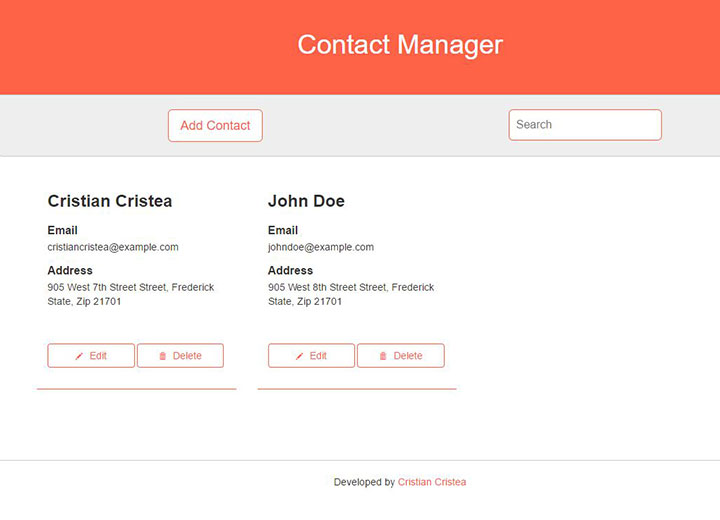 Contact Manager
Add Contact
Search
Cristian Cristea
Email
cristiancristea@example.com
Address
905 West 7th Street Street, Frederick
State, Zip 21701
Edit
Delete
John Doe
Email
johndoe@example.com
Address
905 West 8th Street Street, Frederick
State, Zip 21701
Edit
Delete
Developed by Cristian Cristea